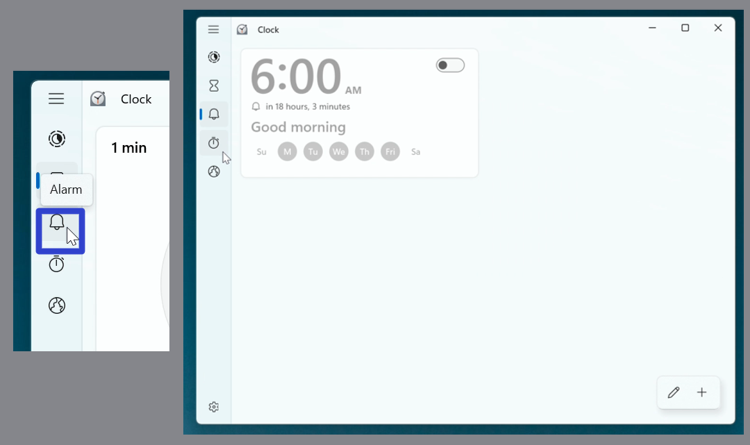 Clock
1 min
Alarm
Clock
6:00 AM
in 18 hours, 3 minutes
Good morning
Su M Tu We Th Fri Sa